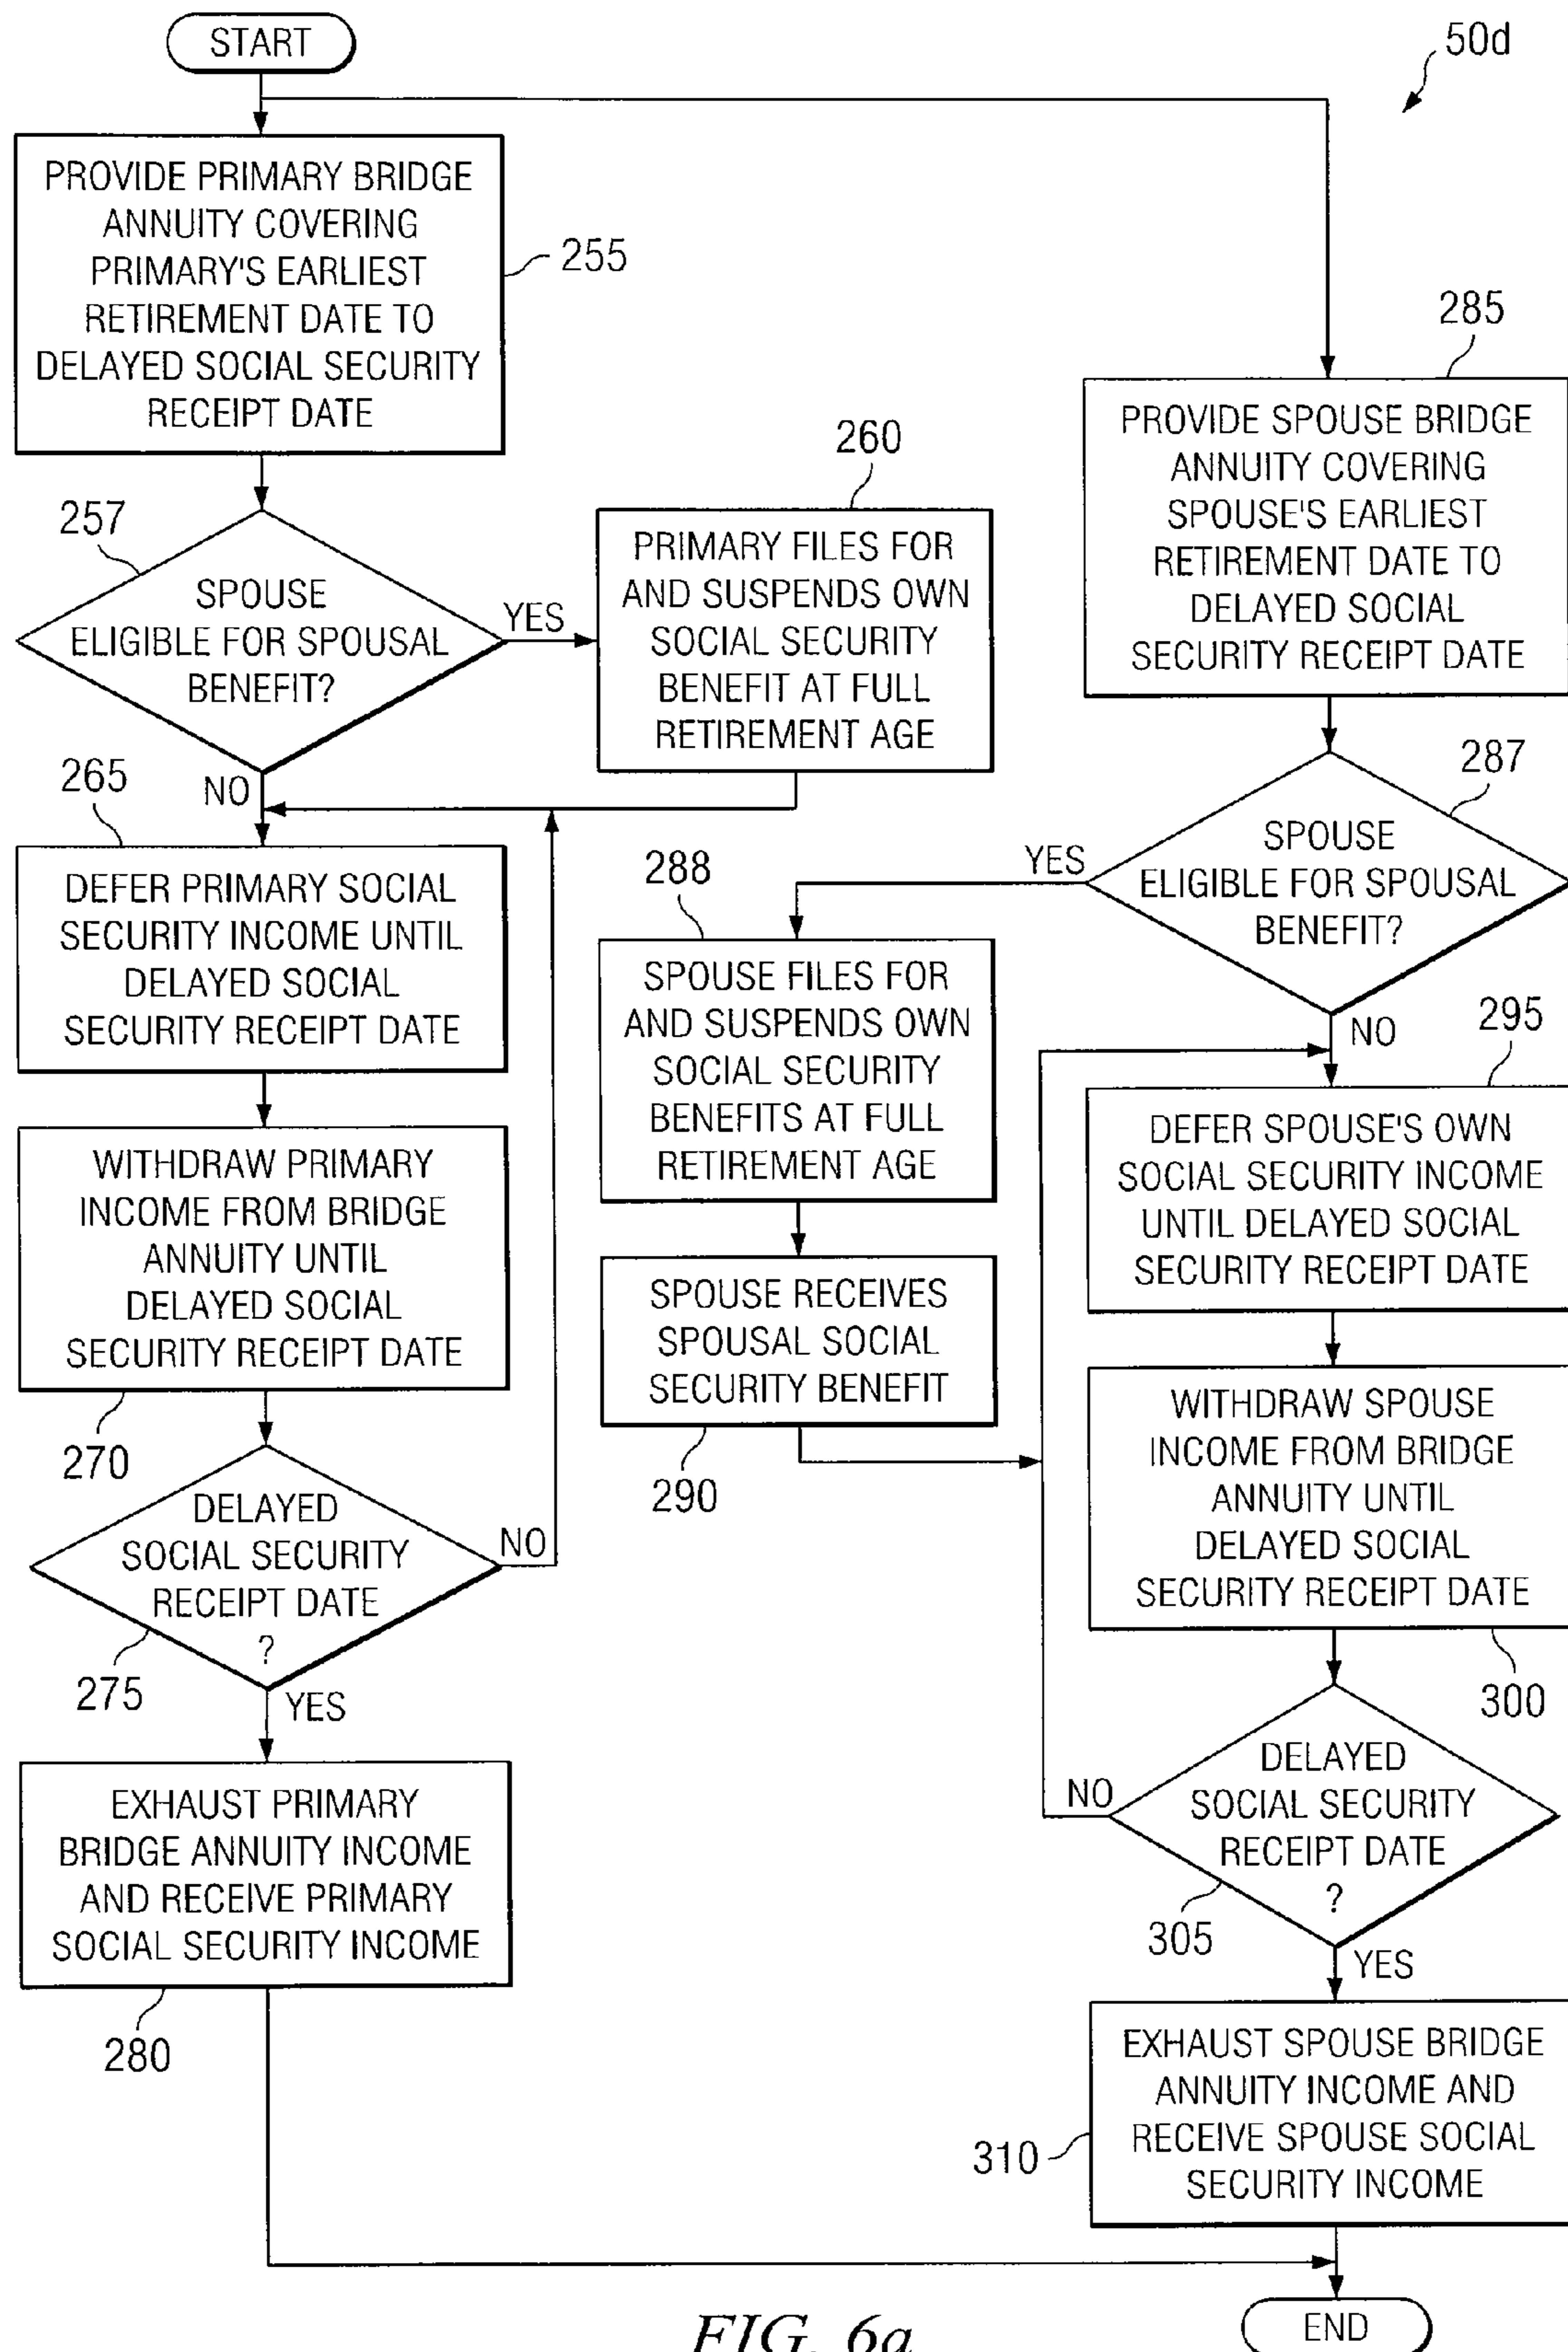 START
50d
PROVIDE PRIMARY BRIDGE
ANNUITY COVERING
PRIMARY'S EARLIEST
RETIREMENT DATE TO
DELAYED SOCIAL SECURITY
RECEIPT DATE
255
257
SPOUSE
ELIGIBLE FOR SPOUSAL
BENEFIT?
YES
NO
260
PRIMARY FILES FOR
AND SUSPENDS OWN
SOCIAL SECURITY
BENEFIT AT FULL
RETIREMENT AGE
265
DEFER PRIMARY SOCIAL
SECURITY INCOME UNTIL
DELAYED SOCIAL
SECURITY RECEIPT DATE
WITHDRAW PRIMARY
INCOME FROM BRIDGE
ANNUITY UNTIL
DELAYED SOCIAL
SECURITY RECEIPT DATE
270
DELAYED
SOCIAL SECURITY
RECEIPT DATE
?
NO
275
YES
EXHAUST PRIMARY
BRIDGE ANNUITY INCOME
AND RECEIVE PRIMARY
SOCIAL SECURITY INCOME
280
285
PROVIDE SPOUSE BRIDGE
ANNUITY COVERING
SPOUSE'S EARLIEST
RETIREMENT DATE TO
DELAYED SOCIAL
SECURITY RECEIPT DATE
287
SPOUSE
ELIGIBLE FOR SPOUSAL
BENEFIT?
YES
NO
288
SPOUSE FILES FOR
AND SUSPENDS OWN
SOCIAL SECURITY
BENEFITS AT FULL
RETIREMENT AGE
SPOUSE RECEIVES
SPOUSAL SOCIAL
SECURITY BENEFIT
290
295
DEFER SPOUSE'S OWN
SOCIAL SECURITY INCOME
UNTIL DELAYED SOCIAL
SECURITY RECEIPT DATE
WITHDRAW SPOUSE
INCOME FROM BRIDGE
ANNUITY UNTIL
DELAYED SOCIAL
SECURITY RECEIPT DATE
300
DELAYED
SOCIAL SECURITY
RECEIPT DATE
?
NO
305
YES
EXHAUST SPOUSE BRIDGE
ANNUITY INCOME AND
RECEIVE SPOUSE SOCIAL
SECURITY INCOME
310
END
FIG. 6a